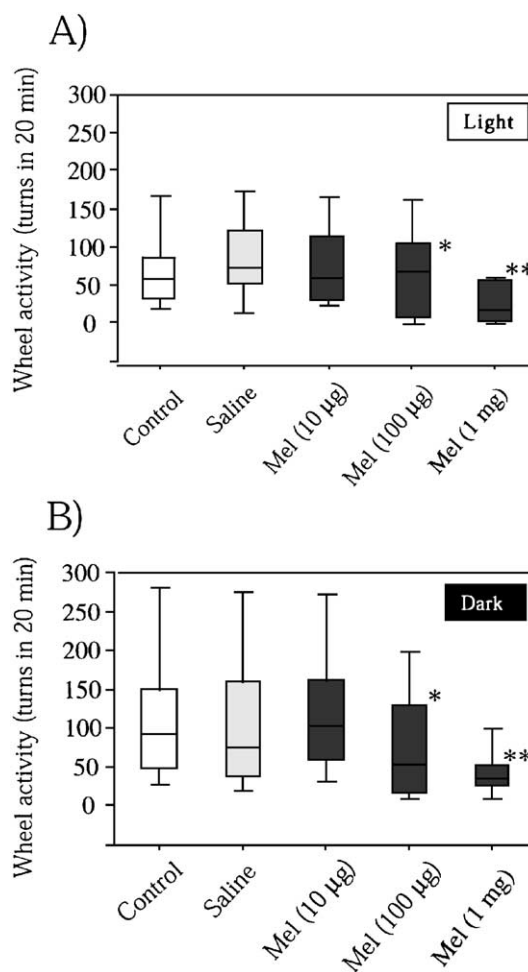 A)
Wheel activity (turns in 20 min)
300
250
200
150
100
50
0
Light
*
**
Control
Saline
Mel (10 µg)
Mel (100 µg)
Mel (1 mg)
B)
Wheel activity (turns in 20 min)
300
250
200
150
100
50
0
Dark
*
**
Control
Saline
Mel (10 µg)
Mel (100 µg)
Mel (1 mg)